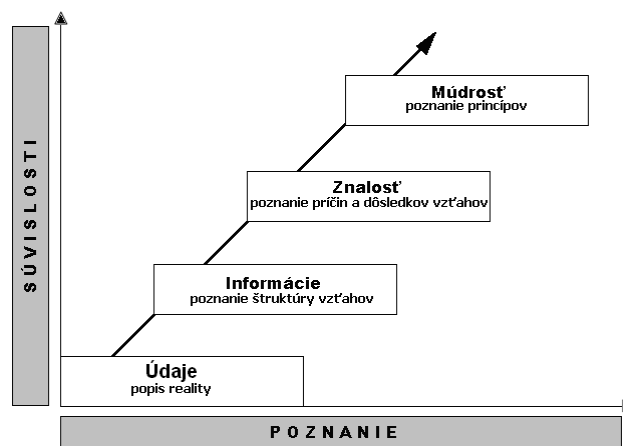 SÚVISLOSTI
Múdrosť
poznanie princípov
Znalosť
poznanie príčin a dôsledkov vzťahov
Informácie
poznanie štruktúry vzťahov
Údaje
popis reality
POZNANIE